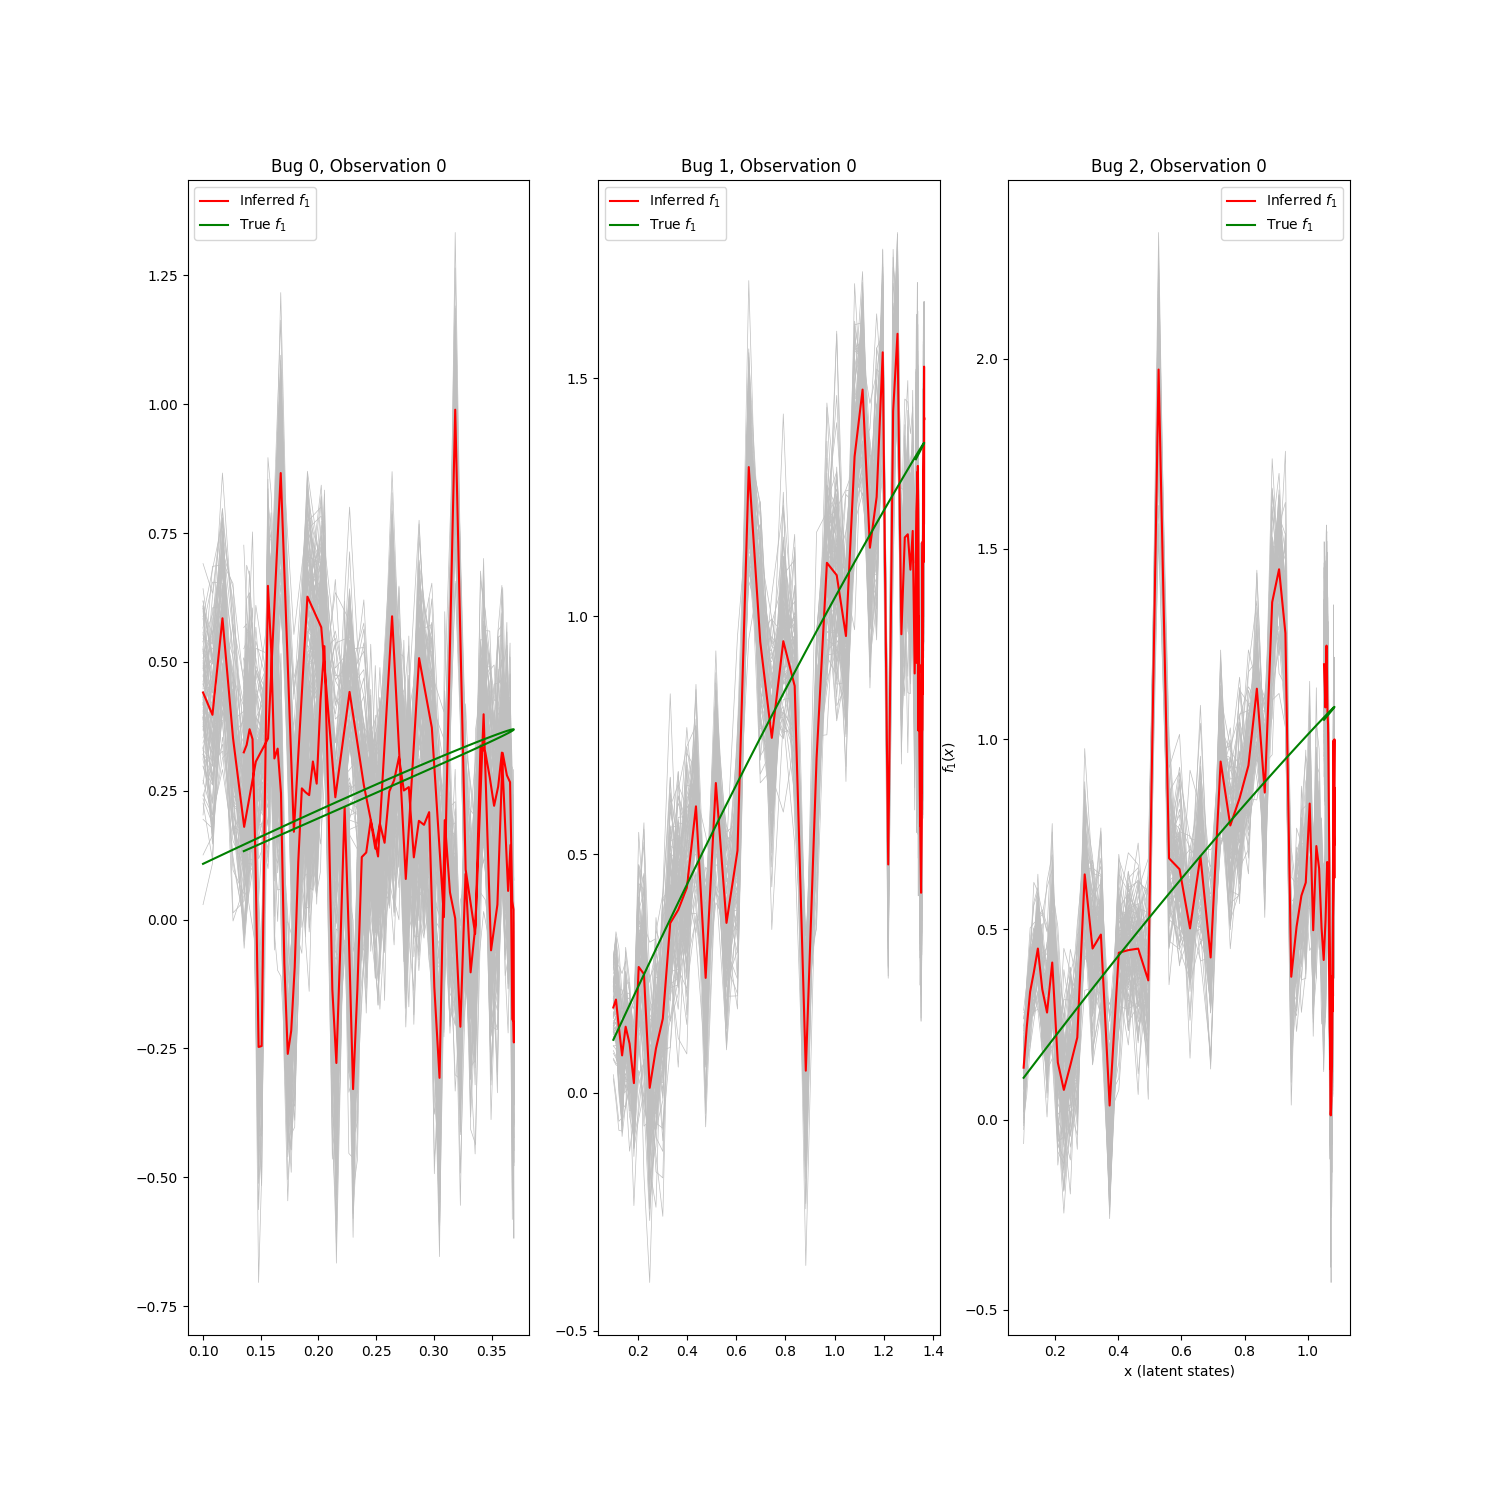 Bug 0, Observation 0
Inferred f₁
True f₁
1.25
1.00
0.75
0.50
0.25
0.00
−0.25
−0.50
−0.75
0.10 0.15 0.20 0.25 0.30 0.35
Bug 1, Observation 0
Inferred f₁
True f₁
1.5
1.0
0.5
0.0
−0.5
0.2 0.4 0.6 0.8 1.0 1.2 1.4
Bug 2, Observation 0
Inferred f₁
True f₁
f₁(x)
2.0
1.5
1.0
0.5
0.0
−0.5
0.2 0.4 0.6 0.8 1.0
x (latent states)